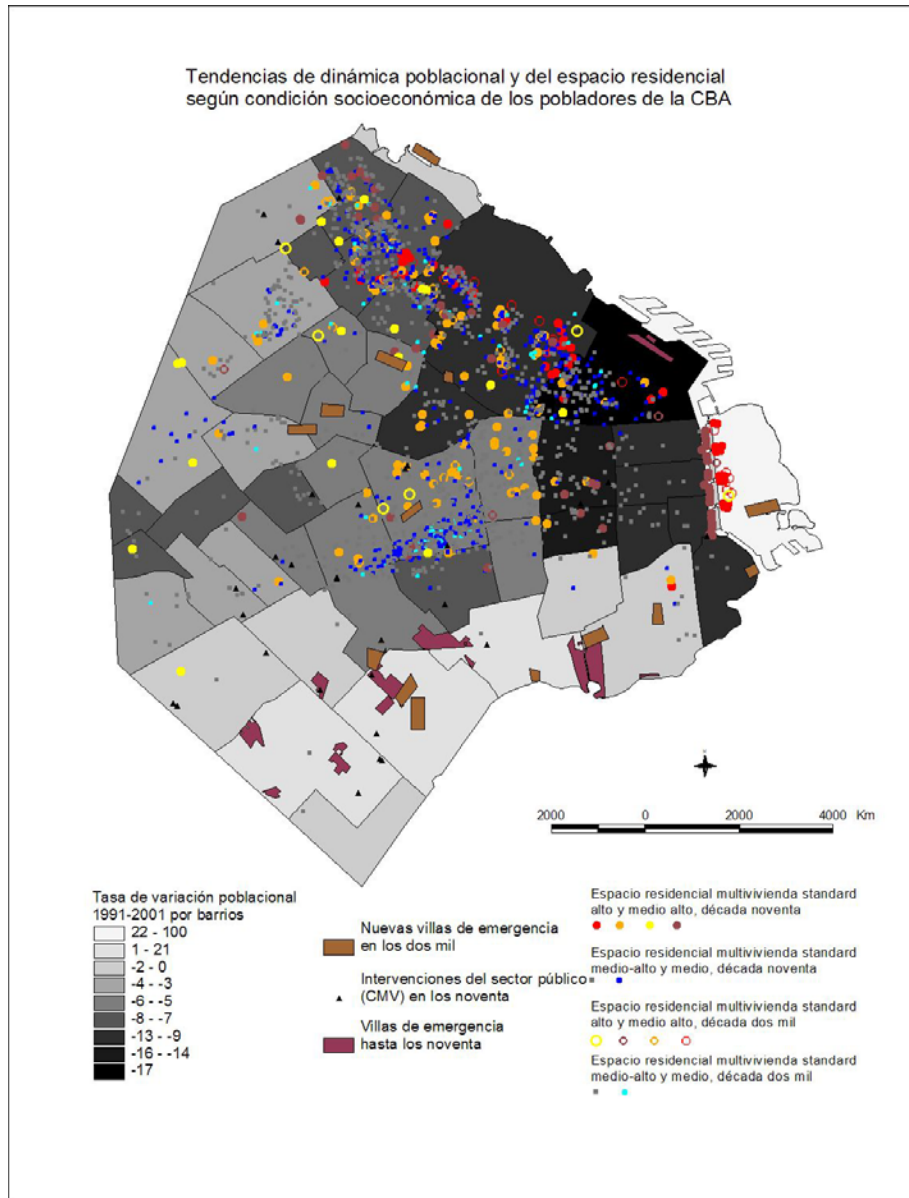 Tendencias de dinámica poblacional y del espacio residencial
según condición socioeconómica de los pobladores de la CBA
2000 0 2000 4000 Km
Tasa de variación poblacional
1991-2001 por barrios
22 - 100
1 - 21
-2 - 0
-4 - -3
-6 - -5
-8 - -7
-13 - -9
-16 - -14
-17
Nuevas villas de emergencia
en los dos mil
Intervenciones del sector público
(CMV) en los noventa
Villas de emergencia
hasta los noventa
Espacio residencial multivivienda standard
alto y medio alto, década noventa
Espacio residencial multivivienda standard
medio-alto y medio, década noventa
Espacio residencial multivivienda standard
alto y medio alto, década dos mil
Espacio residencial multivivienda standard
medio-alto y medio, década dos mil